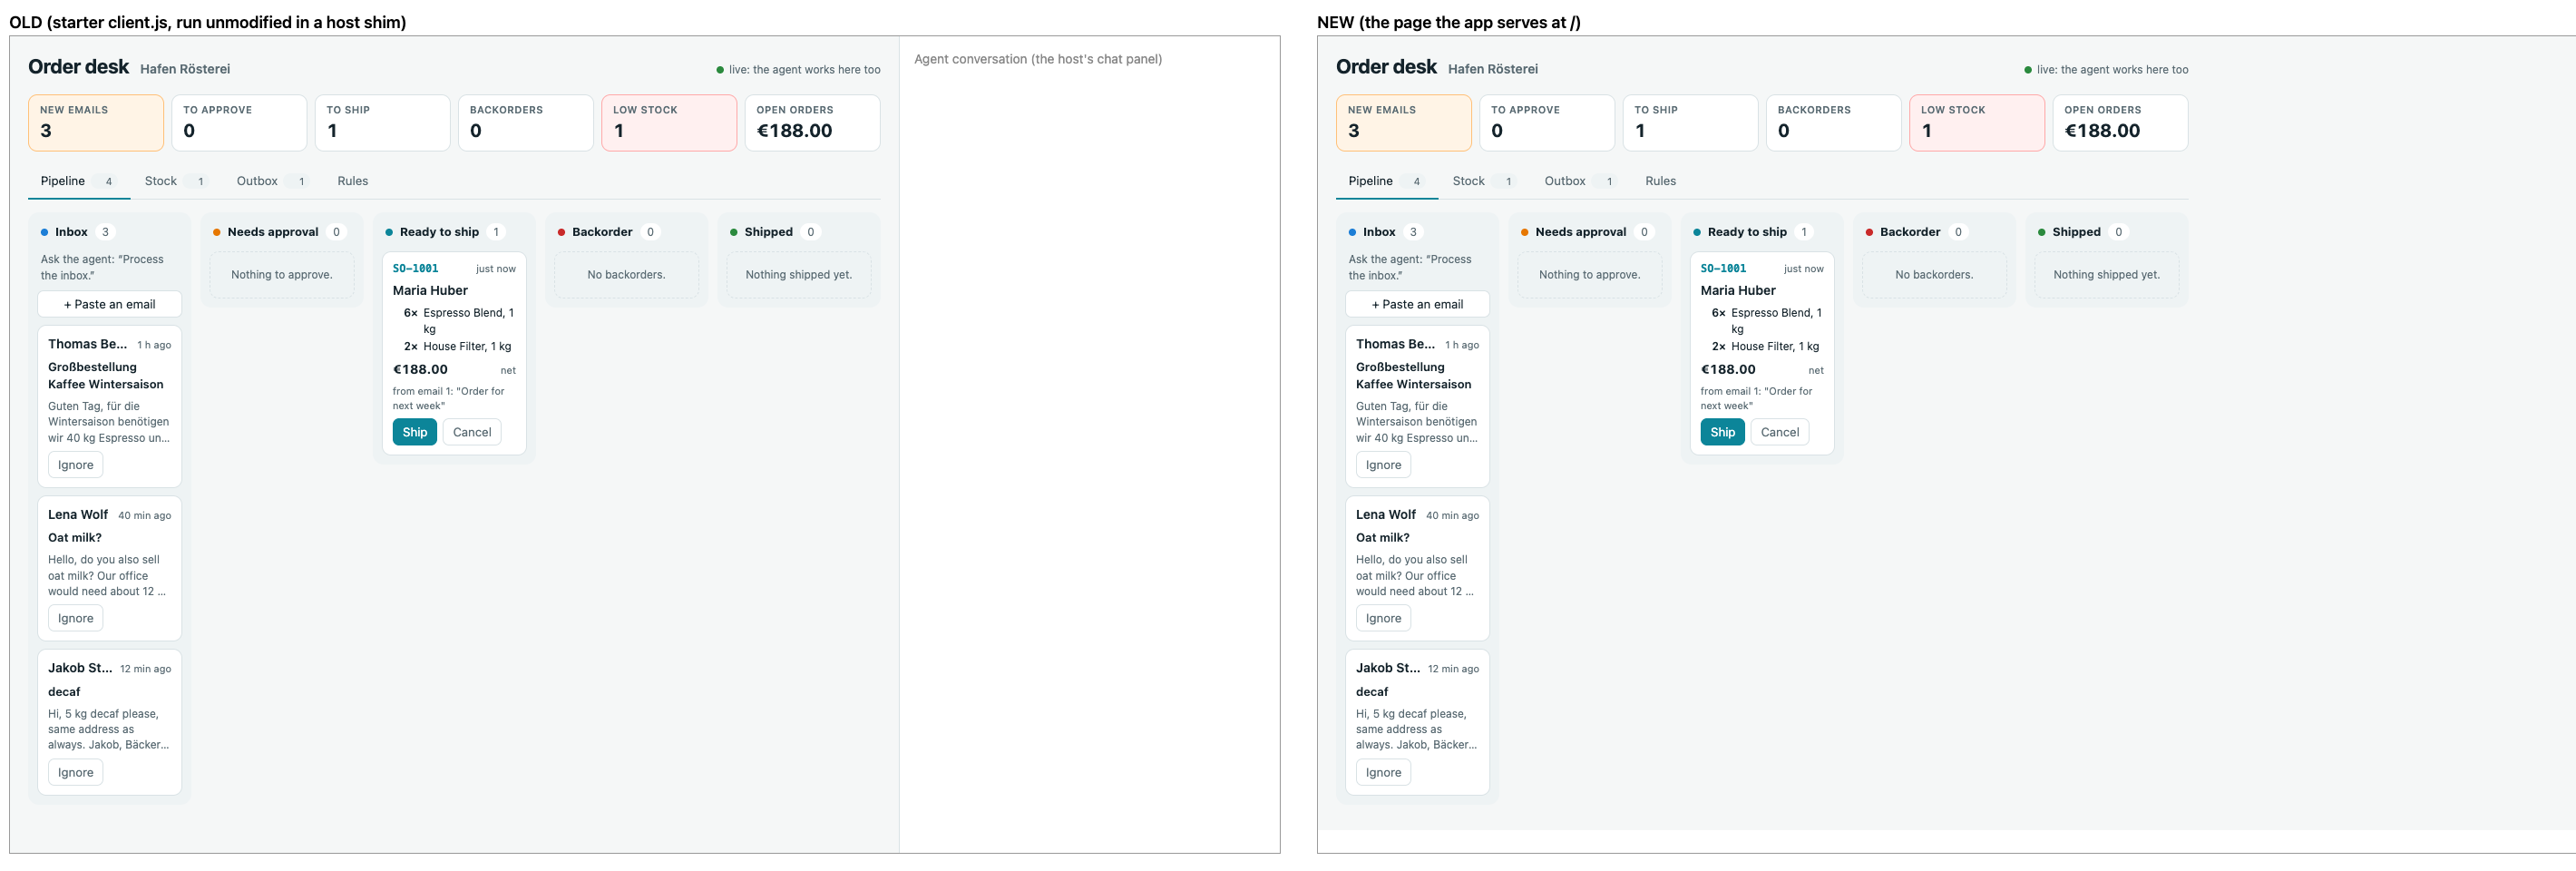 OLD (starter client.js, run unmodified in a host shim)
Order desk Hafen Rösterei
live: the agent works here too
NEW EMAILS
3
TO APPROVE
0
TO SHIP
1
BACKORDERS
0
LOW STOCK
1
OPEN ORDERS
€188.00
Pipeline 4 Stock 1 Outbox 1 Rules
Inbox 3
Ask the agent: “Process
the inbox.”
+ Paste an email
Thomas Be... 1 h ago
Großbestellung
Kaffee Wintersaison
Guten Tag, für die
Wintersaison benötigen
wir 40 kg Espresso un...
Ignore
Lena Wolf 40 min ago
Oat milk?
Hello, do you also sell
oat milk? Our office
would need about 12 ...
Ignore
Jakob St... 12 min ago
decaf
Hi, 5 kg decaf please,
same address as
always. Jakob, Bäcker...
Ignore
Needs approval 0
Nothing to approve.
Ready to ship 1
SO-1001 just now
Maria Huber
6× Espresso Blend, 1
kg
2× House Filter, 1 kg
€188.00 net
from email 1: "Order for
next week"
Ship Cancel
Backorder 0
No backorders.
Shipped 0
Nothing shipped yet.
Agent conversation (the host's chat panel)
NEW (the page the app serves at /)
Order desk Hafen Rösterei
live: the agent works here too
NEW EMAILS
3
TO APPROVE
0
TO SHIP
1
BACKORDERS
0
LOW STOCK
1
OPEN ORDERS
€188.00
Pipeline 4 Stock 1 Outbox 1 Rules
Inbox 3
Ask the agent: “Process
the inbox.”
+ Paste an email
Thomas Be... 1 h ago
Großbestellung
Kaffee Wintersaison
Guten Tag, für die
Wintersaison benötigen
wir 40 kg Espresso un...
Ignore
Lena Wolf 40 min ago
Oat milk?
Hello, do you also sell
oat milk? Our office
would need about 12 ...
Ignore
Jakob St... 12 min ago
decaf
Hi, 5 kg decaf please,
same address as
always. Jakob, Bäcker...
Ignore
Needs approval 0
Nothing to approve.
Ready to ship 1
SO-1001 just now
Maria Huber
6× Espresso Blend, 1
kg
2× House Filter, 1 kg
€188.00 net
from email 1: "Order for
next week"
Ship Cancel
Backorder 0
No backorders.
Shipped 0
Nothing shipped yet.